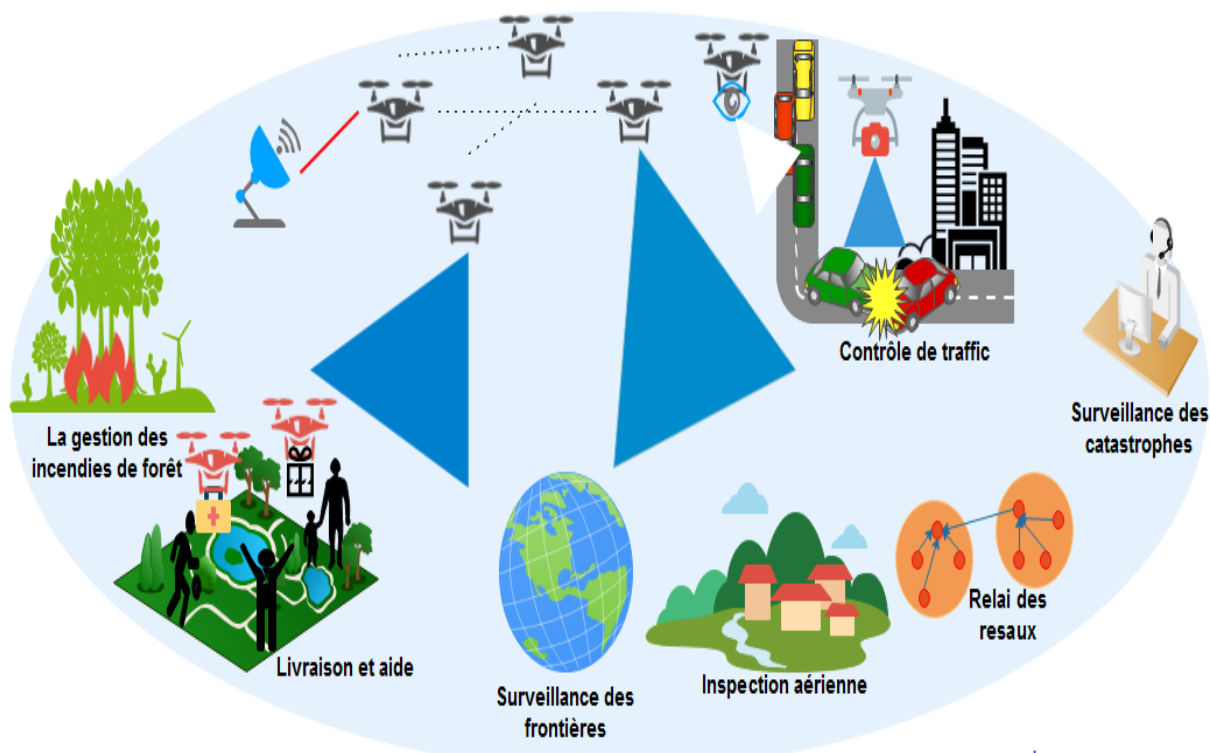 Contrôle de traffic
Surveillance des
catastrophes
La gestion des
incendies de forêt
Relai des
resaux
Livraison et aide
Inspection aérienne
Surveillance des
frontières